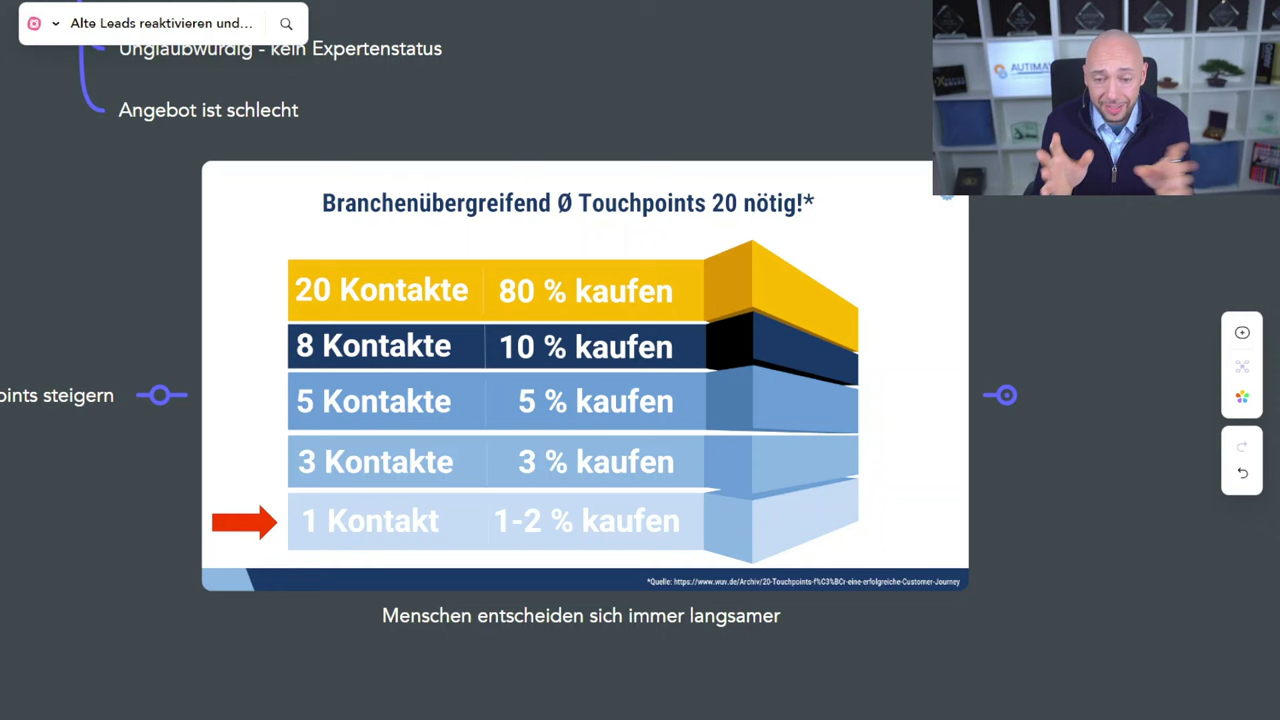 Alte Leads reaktivieren und...
Unglaubwürdig - kein Expertenstatus
Angebot ist schlecht
AUTIMA
Branchenübergreifend Ø Touchpoints 20 nötig!*
20 Kontakte 80 % kaufen
8 Kontakte 10 % kaufen
5 Kontakte 5 % kaufen
oints steigern
3 Kontakte 3 % kaufen
1 Kontakt 1-2 % kaufen
*Quelle: https://www.wuv.de/Archiv/20-Touchpoints-f%C3%BCr-eine-erfolgreiche-Customer-Journey
Menschen entscheiden sich immer langsamer